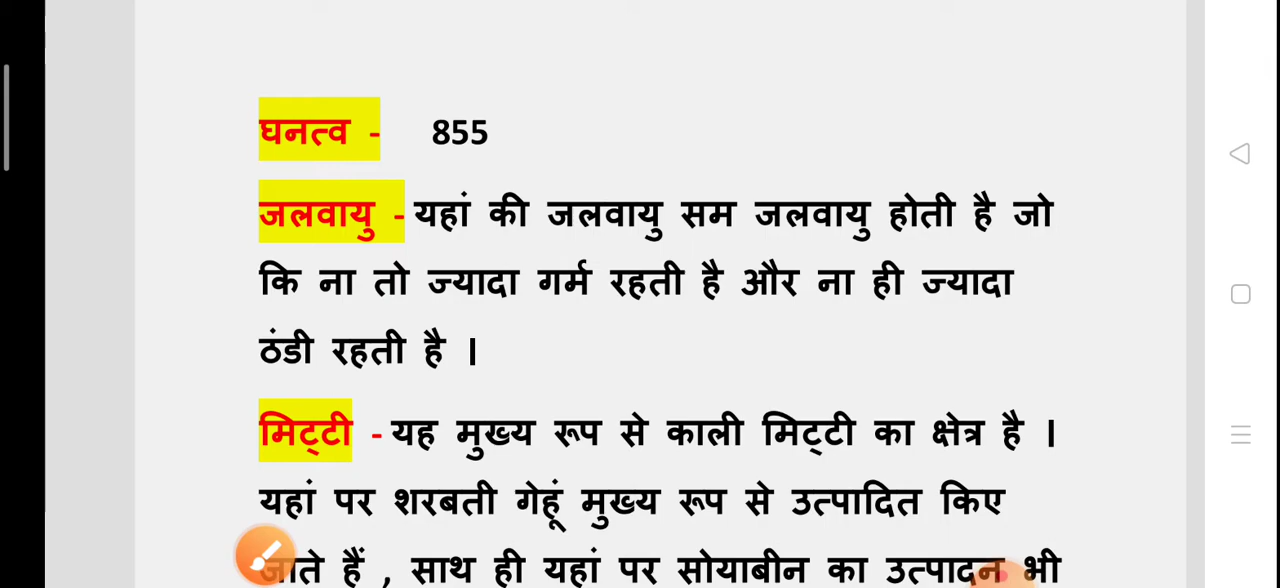 घनत्व - 855
जलवायु - यहां की जलवायु सम जलवायु होती है जो
कि ना तो ज्यादा गर्म रहती है और ना ही ज्यादा
ठंडी रहती है ।
मिट्टी - यह मुख्य रूप से काली मिट्टी का क्षेत्र है ।
यहां पर शरबती गेहूं मुख्य रूप से उत्पादित किए
जाते हैं , साथ ही यहां पर सोयाबीन का उत्पादन भी